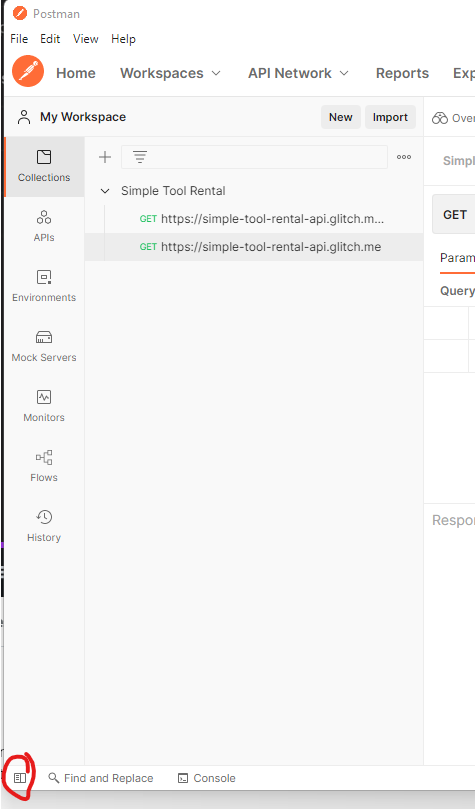 Postman
File Edit View Help
Home Workspaces API Network Reports Exp
My Workspace New Import Over
Collections
Simple Tool Rental Simpl
GET https://simple-tool-rental-api.glitch.m...
GET
APIs
GET https://simple-tool-rental-api.glitch.me
Param
Environments Query
Mock Servers
Monitors
Flows
Respon
History
Find and Replace Console